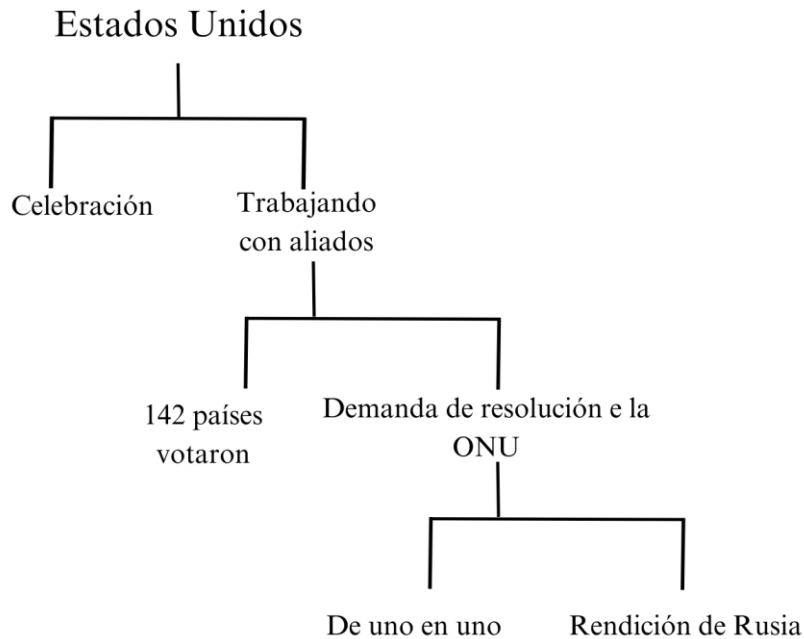 Estados Unidos
Celebración
Trabajando
con aliados
142 países
votaron
Demanda de resolución e la
ONU
De uno en uno
Rendición de Rusia